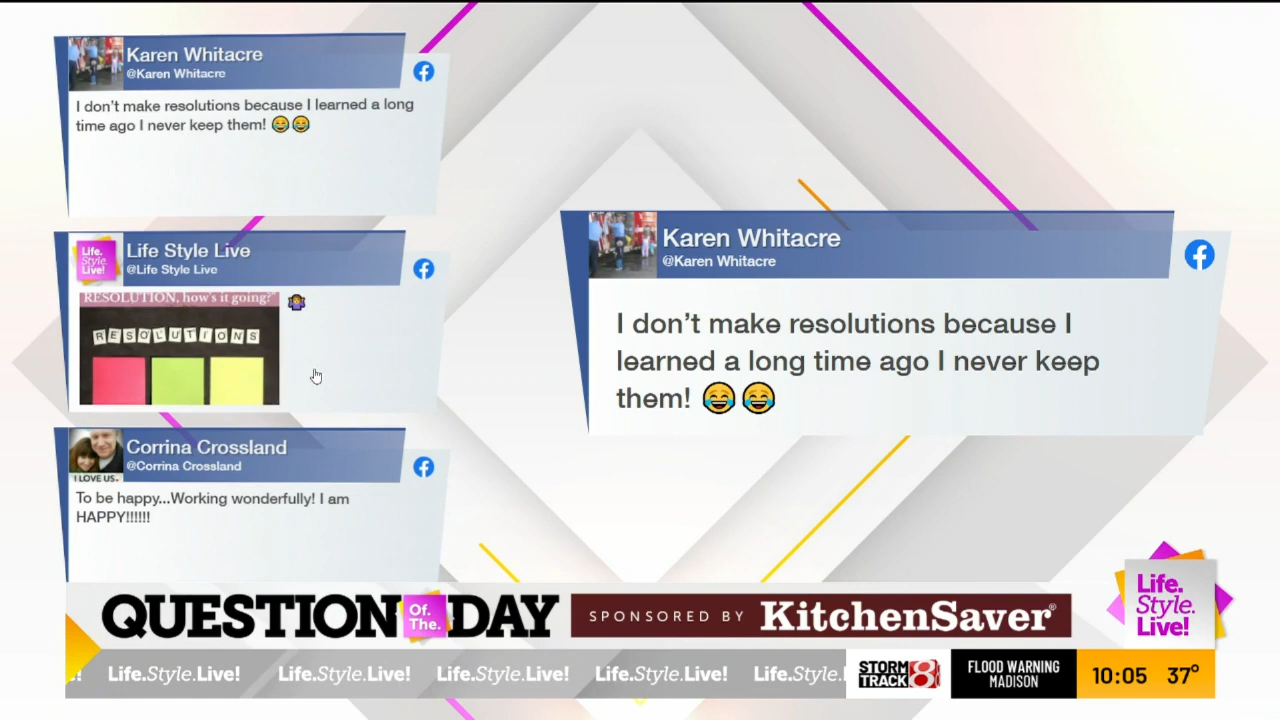 Karen Whitacre
@Karen Whitacre
I don't make resolutions because I learned a long
time ago I never keep them! 😂😂
Life.
Style.
Live!
Life Style Live
@Life Style Live
RESOLUTION, how's it going?"
RESOLUTIONS
Corrina Crossland
@Corrina Crossland
I LOVE US.
To be happy...Working wonderfully! I am
HAPPY!!!!!!
Karen Whitacre
@Karen Whitacre
I don't make resolutions because I
learned a long time ago I never keep
them! 😂😂
QUESTION Of. The. DAY
SPONSORED BY KitchenSaver®
Life.
Style.
Live!
e! Life.Style.Live! Life.Style.Live! Life.Style.Live! Life.Style.Live! Life.Style.L
STORM
TRACK 8
FLOOD WARNING
MADISON
10:05 37°